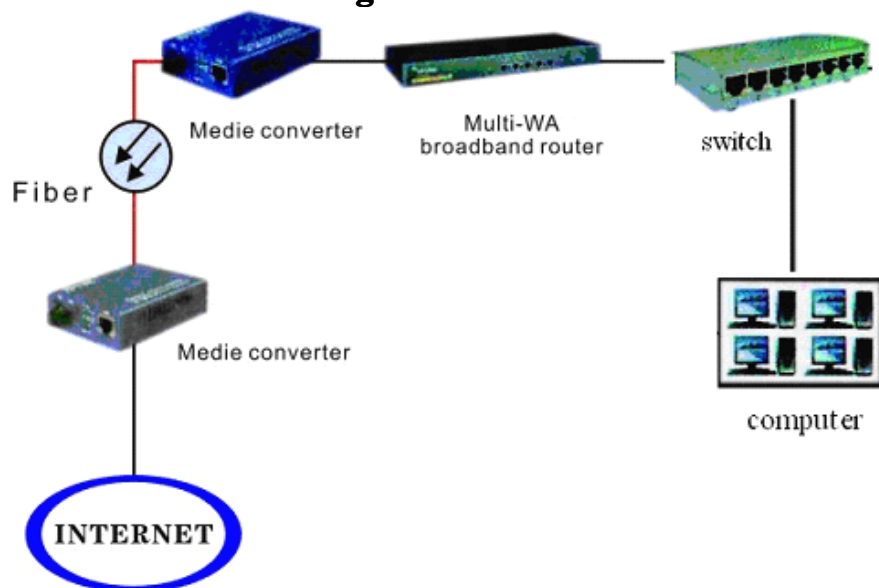 Medie converter
Multi-WA
broadband router
switch
Fiber
Medie converter
computer
INTERNET